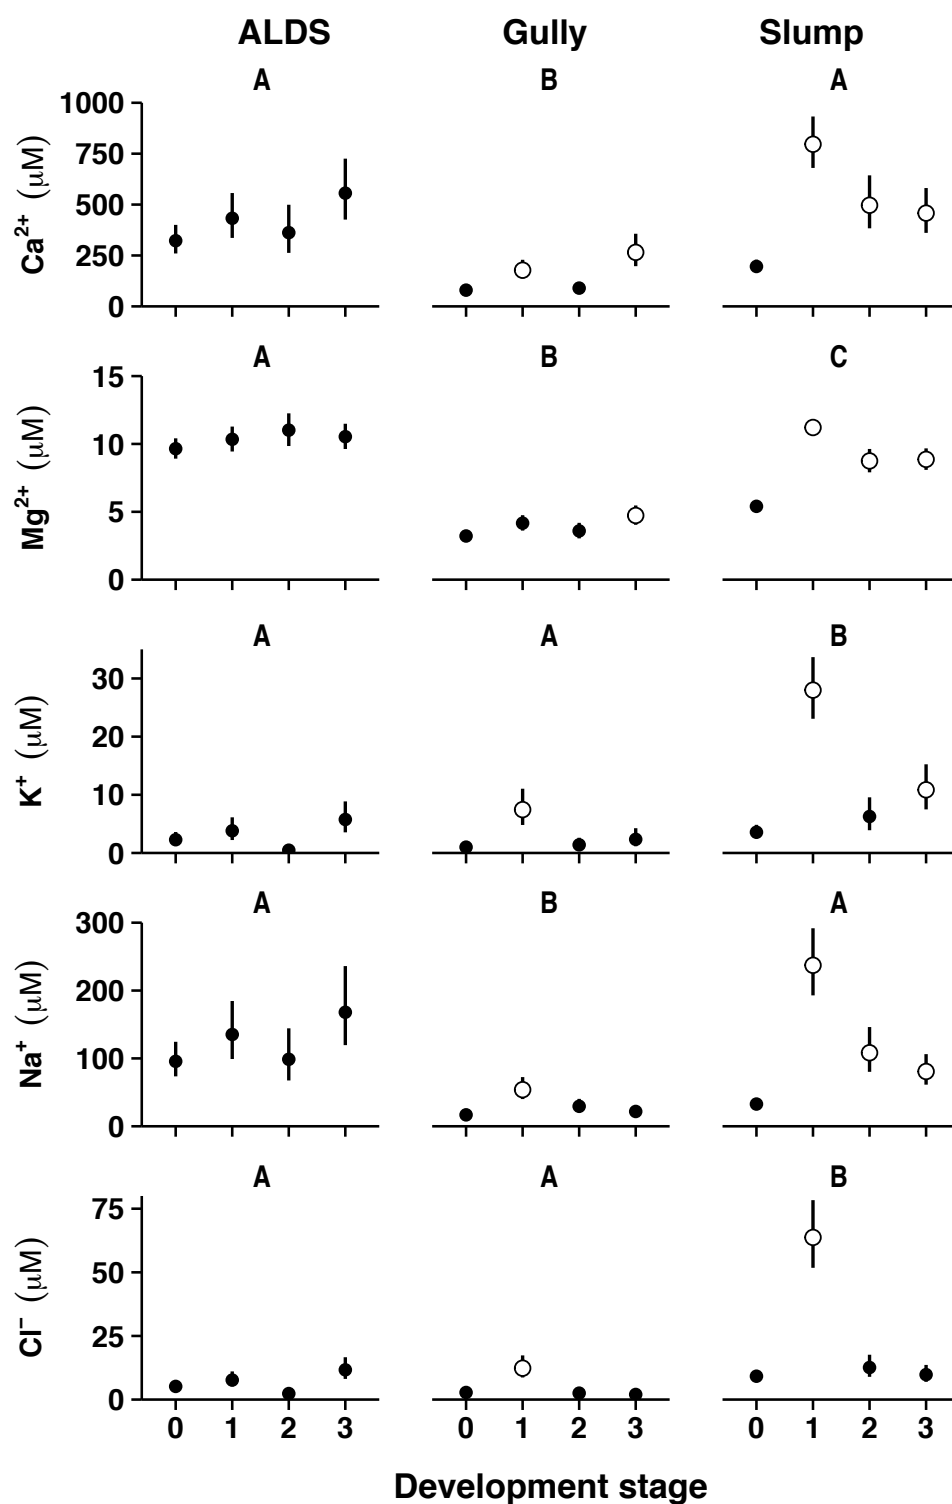 ALDS Gully Slump
A B A
1000
750
500
250
0
Ca²⁺ (μM)
A B C
15
10
5
0
Mg²⁺ (μM)
A A B
30
20
10
0
K⁺ (μM)
A B A
300
200
100
0
Na⁺ (μM)
A A B
75
50
25
0
Cl⁻ (μM)
0 1 2 3 0 1 2 3 0 1 2 3
Development stage